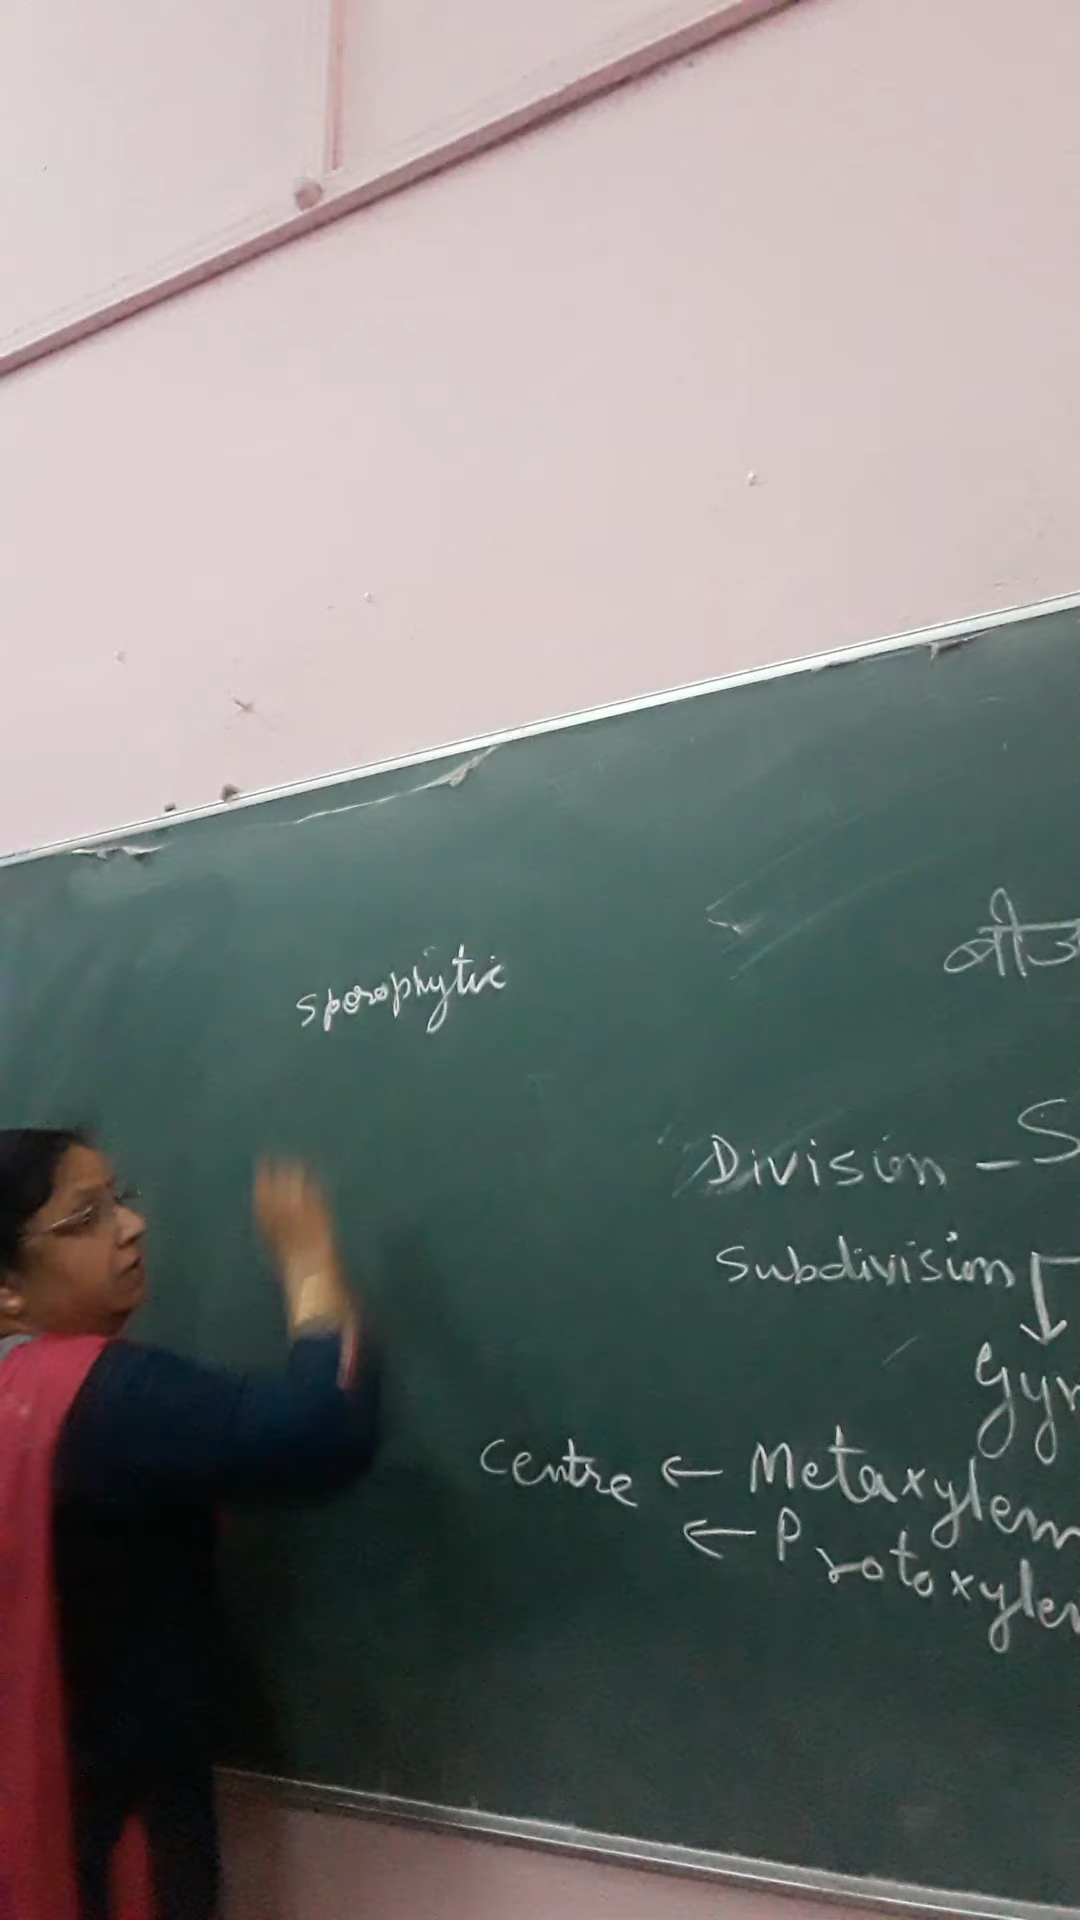 sporophytic
Division - S
Subdivision
Gy
Centre ← Metaxylem
← Protoxyle